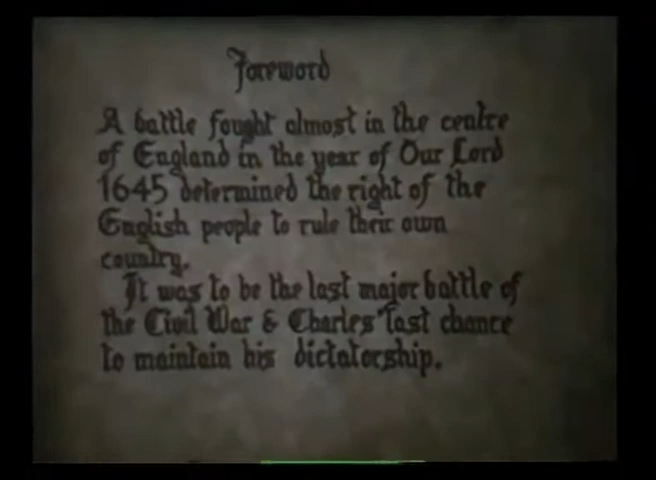 Foreword
A battle fought almost in the centre
of England in the year of Our Lord
1645 determined the right of the
English people to rule their own
country.
It was to be the last major battle of
the Civil War & Charles' last chance
to maintain his dictatorship.